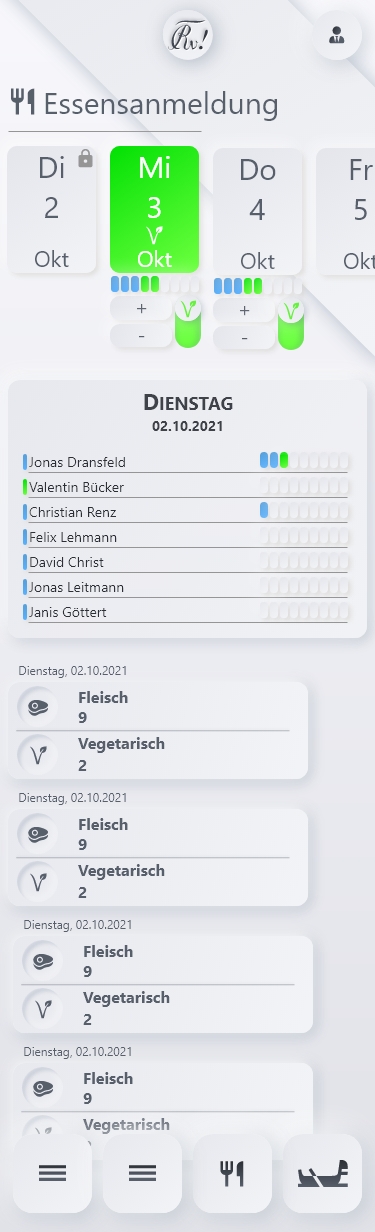 Rv!
Essensanmeldung
Di
2
Okt
Mi
3
Okt
Do
4
Okt
Fr
5
Okt
+
-
+
-
DIENSTAG
02.10.2021
Jonas Dransfeld
Valentin Bücker
Christian Renz
Felix Lehmann
David Christ
Jonas Leitmann
Janis Göttert
Dienstag, 02.10.2021
Fleisch
9
Vegetarisch
2
Dienstag, 02.10.2021
Fleisch
9
Vegetarisch
2
Dienstag, 02.10.2021
Fleisch
9
Vegetarisch
2
Dienstag, 02.10.2021
Fleisch
9
Vegetarisch